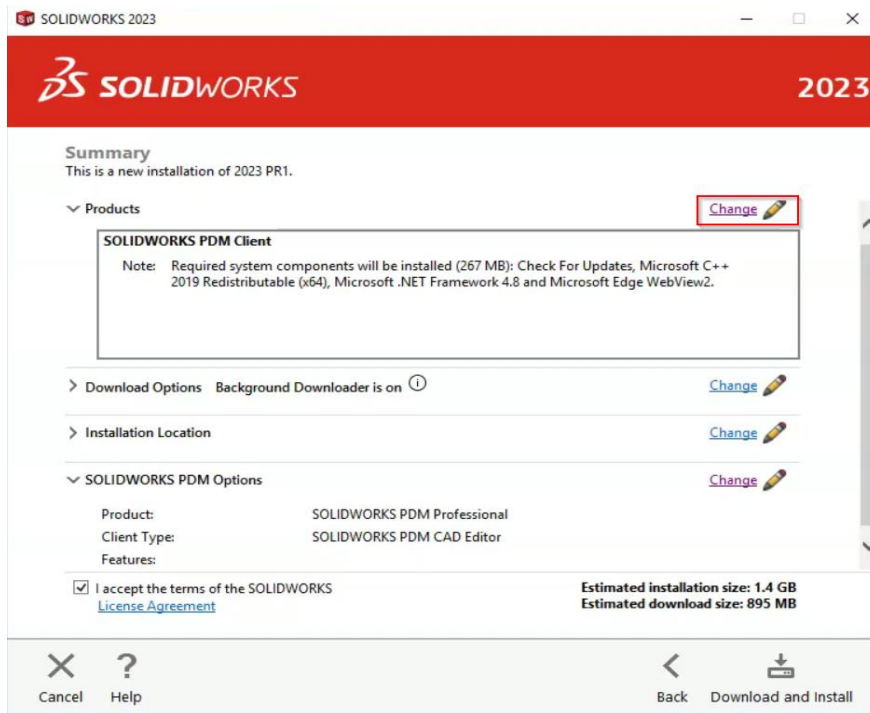 SOLIDWORKS 2023
SOLIDWORKS
2023
Summary
This is a new installation of 2023 PR1.
Products
Change
SOLIDWORKS PDM Client
Note: Required system components will be installed (267 MB): Check For Updates, Microsoft C++
2019 Redistributable (x64), Microsoft .NET Framework 4.8 and Microsoft Edge WebView2.
Download Options Background Downloader is on
Change
Installation Location
Change
SOLIDWORKS PDM Options
Change
Product: SOLIDWORKS PDM Professional
Client Type: SOLIDWORKS PDM CAD Editor
Features:
I accept the terms of the SOLIDWORKS
License Agreement
Estimated installation size: 1.4 GB
Estimated download size: 895 MB
Cancel
Help
Back
Download and Install